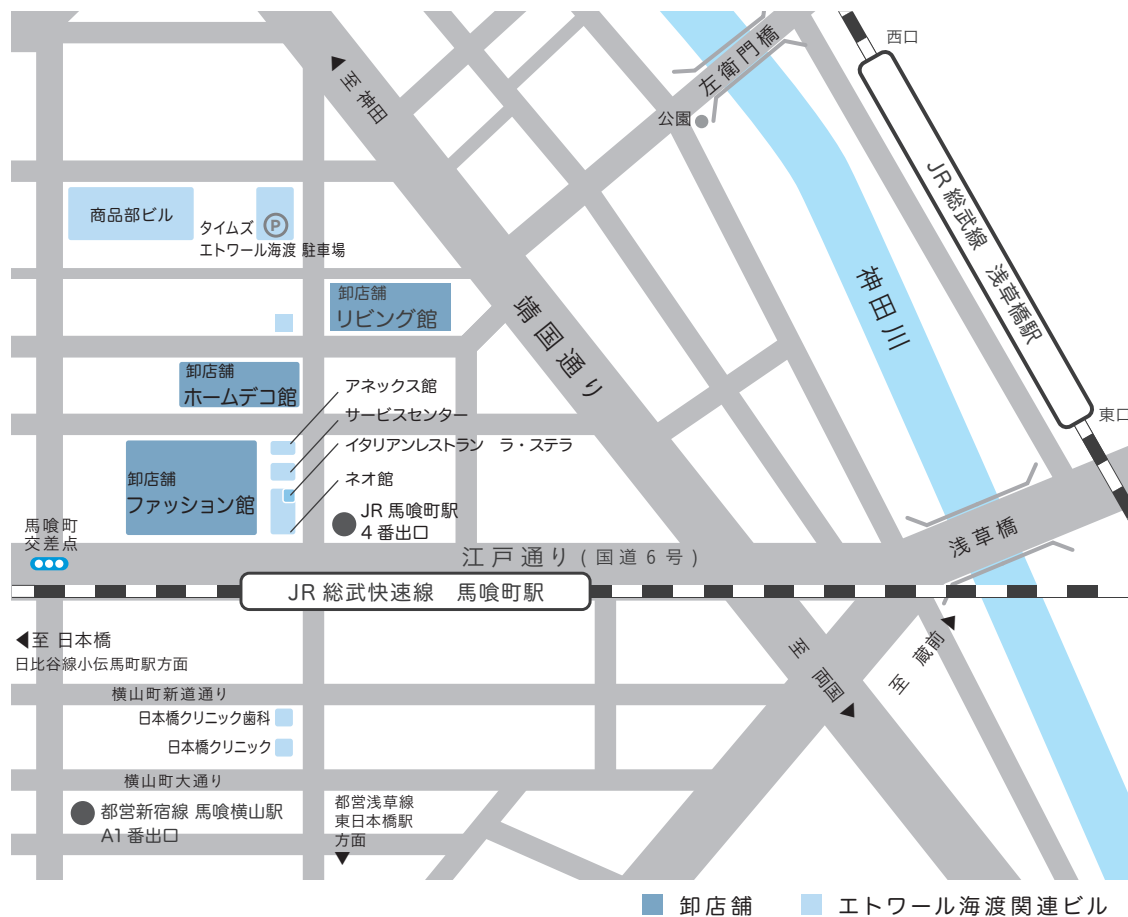 西口
左衛門橋
至 神田
公園
JR 総武線 浅草橋駅
商品部ビル
タイムズ
P
エトワール海渡 駐車場
神田川
卸店舗
リビング館
靖国通り
卸店舗
ホームデコ館
アネックス館
サービスセンター
イタリアンレストラン ラ・ステラ
ネオ館
東口
卸店舗
ファッション館
JR 馬喰町駅
4 番出口
馬喰町
交差点
浅草橋
江戸通り (国道6号)
JR 総武快速線 馬喰町駅
◀至 日本橋
日比谷線小伝馬町駅方面
至 両国
至 蔵前
横山町新道通り
日本橋クリニック歯科
日本橋クリニック
横山町大通り
都営新宿線 馬喰横山駅
A1 番出口
都営浅草線
東日本橋駅
方面
卸店舗
エトワール海渡関連ビル